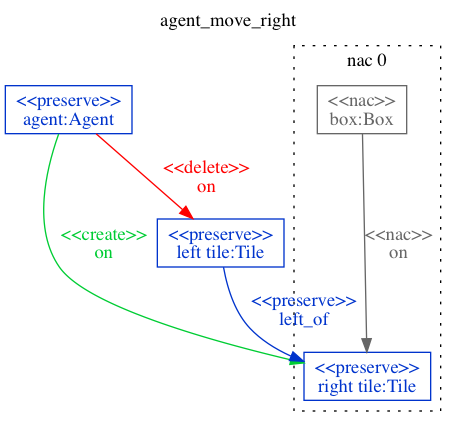 agent_move_right
nac 0
<<preserve>>
agent:Agent
<<nac>>
box:Box
<<delete>>
on
<<create>>
on
<<preserve>>
left tile:Tile
<<nac>>
on
<<preserve>>
left_of
<<preserve>>
right tile:Tile